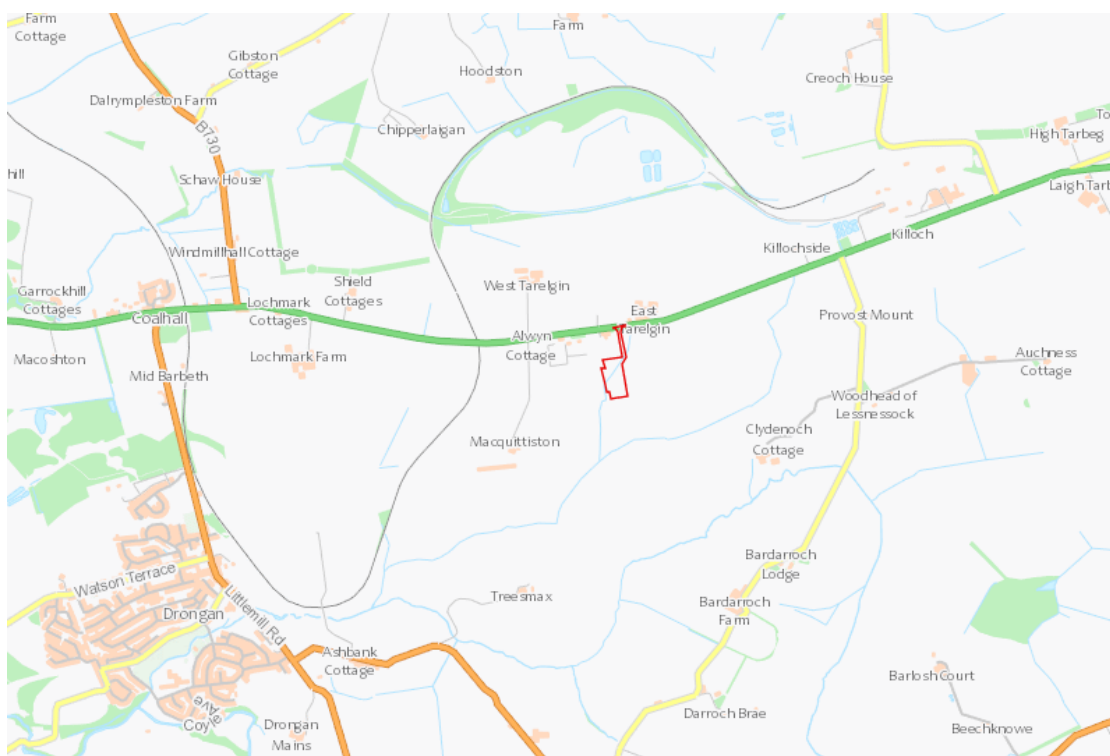 Farm
Cottage
Gibston
Cottage
Farm
Hoodston
Creoch House
Dalrympleston Farm
B730
Chipperlaigan
To
High Tarbeg
hill
Schaw House
Laigh Tarb
Windmillhall Cottage
Killochside
Killoch
Garrockhill
Cottages
Coalhall
Lochmark
Cottages
Shield
Cottages
West Tarelgin
East
Tarelgin
Provost Mount
Macoshton
Lochmark Farm
Alwyn
Cottage
Auchness
Cottage
Mid Barbeth
Woodhead of
Lessnessock
Macquittiston
Clydenoch
Cottage
Watson Terrace
Bardarroch
Lodge
Treesmax
Drongan
Littlemill Rd
Bardarroch
Farm
Ashbank
Cottage
Barlosh Court
Coyle
Ave
Darroch Brae
Drongan
Mains
Beechknowe